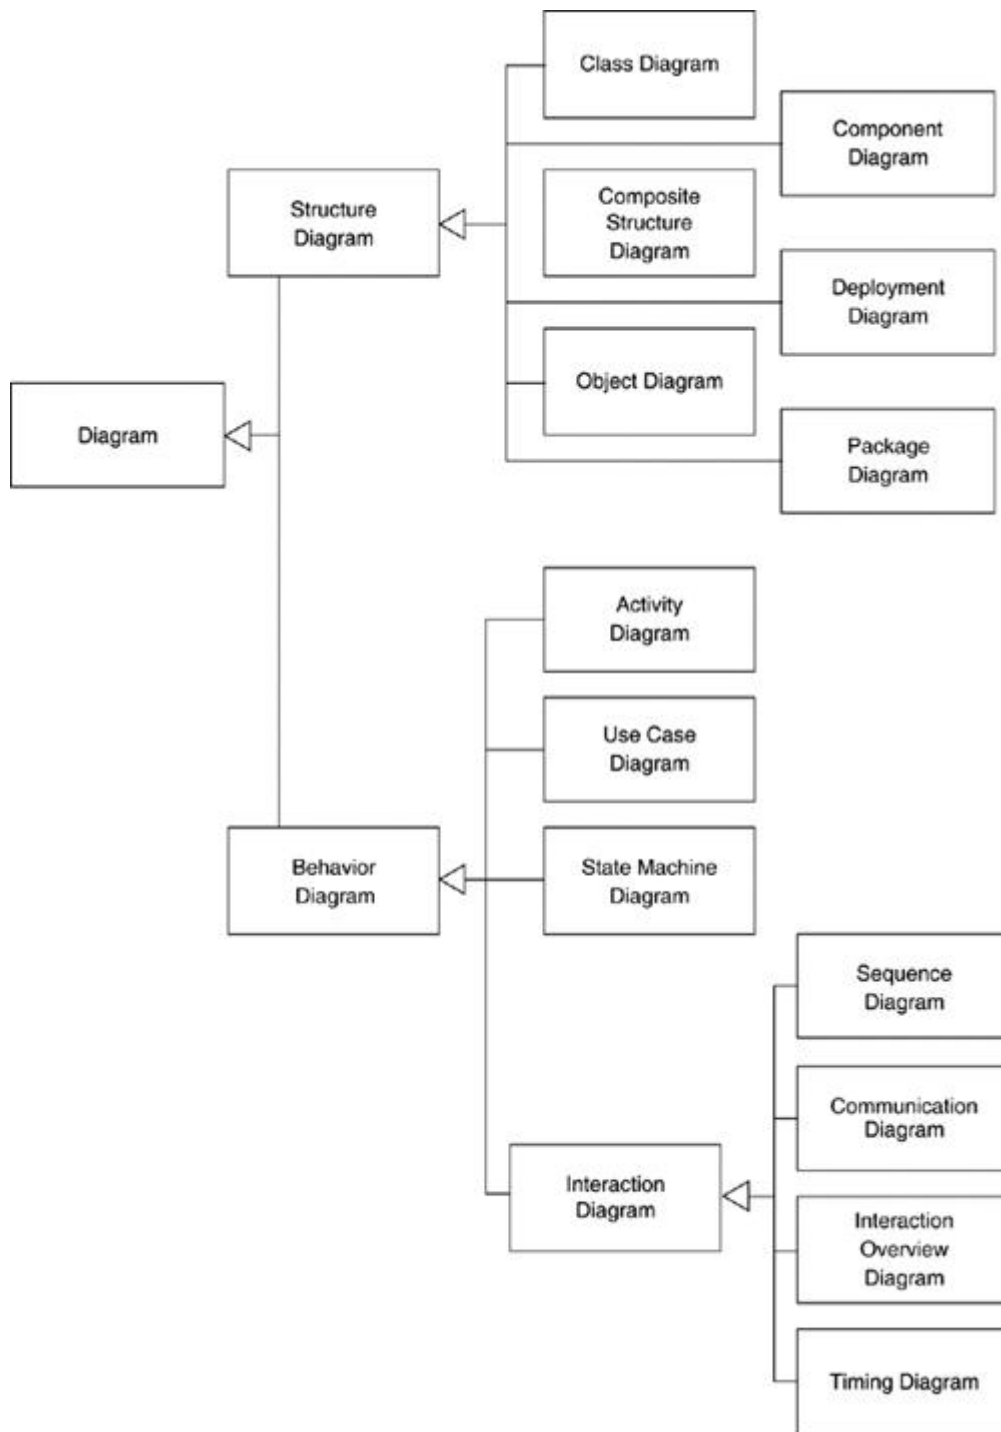 Class Diagram
Component
Diagram
Structure
Diagram
Composite
Structure
Diagram
Deployment
Diagram
Object Diagram
Diagram
Package
Diagram
Activity
Diagram
Use Case
Diagram
Behavior
Diagram
State Machine
Diagram
Sequence
Diagram
Communication
Diagram
Interaction
Diagram
Interaction
Overview
Diagram
Timing Diagram